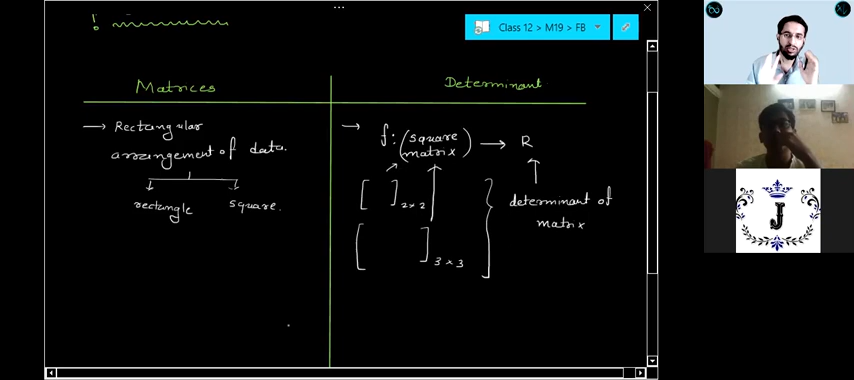 Class 12 > M19 > FB
Matrices
Determinant
→ Rectangular
arrangement of data.
rectangle square.
→ f: (square
matrix) → R
[ ]2×2
[ ]3×3
determinant of
matrix
J